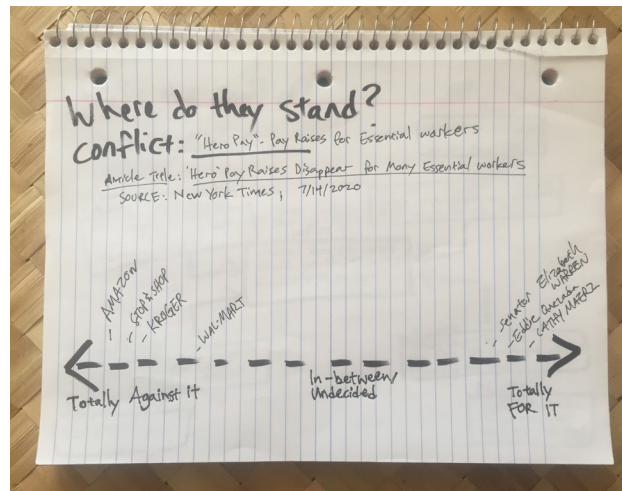 Where do they stand?
Conflict: "Hero Pay" - Pay Raises for Essential workers
Article Title: 'Hero' Pay Raises Disappear for Many Essential workers
SOURCE: New York Times, 7/14/2020
AMAZON
STOP & SHOP
- KROGER
- WAL-MART
Senator Elizabeth WARREN
- Eddie Quezada
- CATHY MAERZ
Totally Against it
In-between/
Undecided
Totally
FOR IT